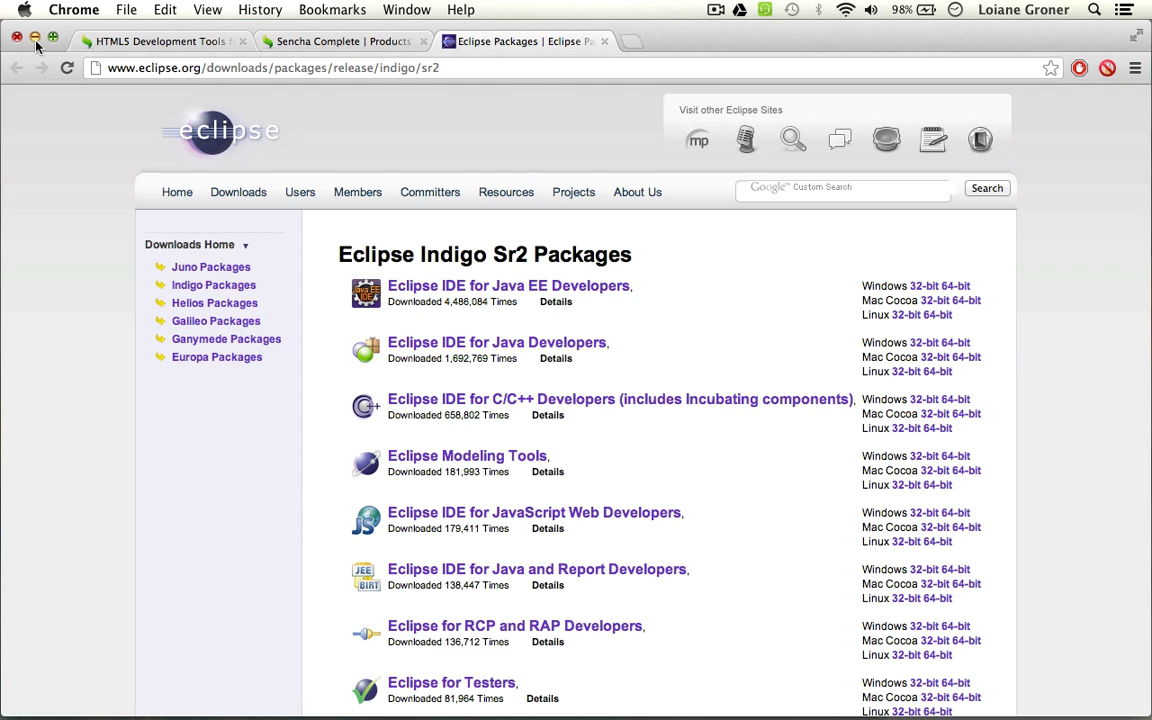 Chrome File Edit View History Bookmarks Window Help 98% Loiane Groner
HTML5 Development Tools f Sencha Complete | Products Eclipse Packages | Eclipse Pa
www.eclipse.org/downloads/packages/release/indigo/sr2
eclipse
Visit other Eclipse Sites
mp
Home Downloads Users Members Committers Resources Projects About Us Google™ Custom Search Search
Downloads Home
Juno Packages
Indigo Packages
Helios Packages
Galileo Packages
Ganymede Packages
Europa Packages
Eclipse Indigo Sr2 Packages
Java EE IDE
Eclipse IDE for Java EE Developers,
Downloaded 4,486,084 Times Details
Windows 32-bit 64-bit
Mac Cocoa 32-bit 64-bit
Linux 32-bit 64-bit
Eclipse IDE for Java Developers,
Downloaded 1,692,769 Times Details
Windows 32-bit 64-bit
Mac Cocoa 32-bit 64-bit
Linux 32-bit 64-bit
C++
Eclipse IDE for C/C++ Developers (includes Incubating components),
Downloaded 658,802 Times Details
Windows 32-bit 64-bit
Mac Cocoa 32-bit 64-bit
Linux 32-bit 64-bit
Eclipse Modeling Tools,
Downloaded 181,993 Times Details
Windows 32-bit 64-bit
Mac Cocoa 32-bit 64-bit
Linux 32-bit 64-bit
JS
Eclipse IDE for JavaScript Web Developers,
Downloaded 179,411 Times Details
Windows 32-bit 64-bit
Mac Cocoa 32-bit 64-bit
Linux 32-bit 64-bit
JEE
BIRT
Eclipse IDE for Java and Report Developers,
Downloaded 138,447 Times Details
Windows 32-bit 64-bit
Mac Cocoa 32-bit 64-bit
Linux 32-bit 64-bit
Eclipse for RCP and RAP Developers,
Downloaded 136,712 Times Details
Windows 32-bit 64-bit
Mac Cocoa 32-bit 64-bit
Linux 32-bit 64-bit
Eclipse for Testers,
Downloaded 81,964 Times Details
Windows 32-bit 64-bit
Mac Cocoa 32-bit 64-bit
Linux 32-bit 64-bit